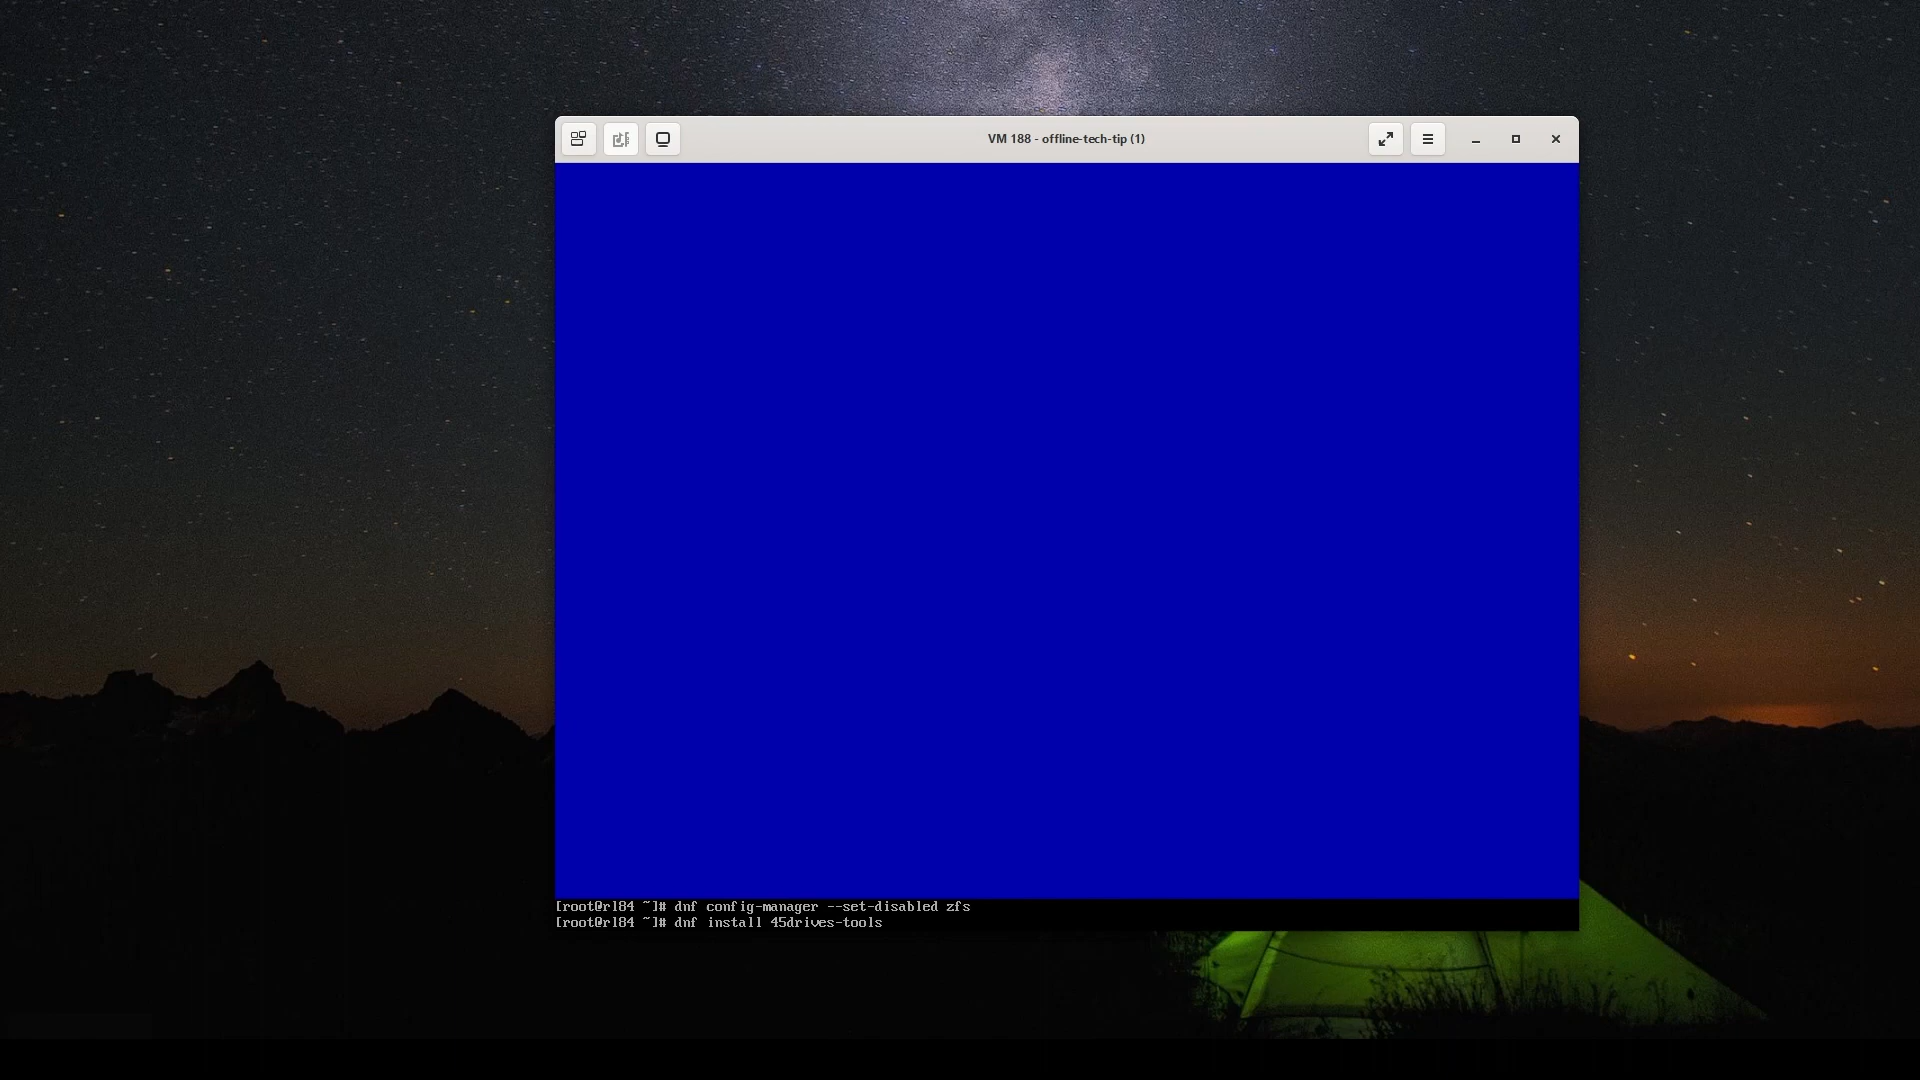 VM 188 - offline-tech-tip (1)
[root@rl84 ~]# dnf config-manager --set-disabled zfs
[root@rl84 ~]# dnf install 45drives-tools